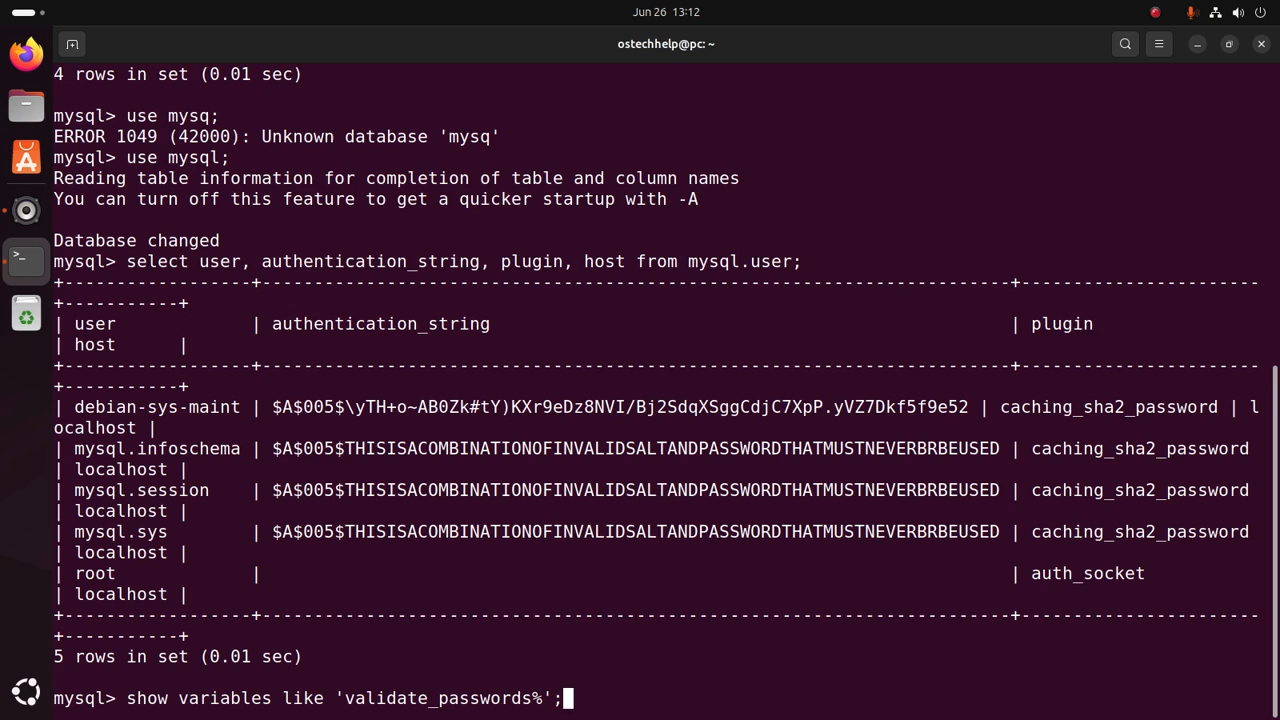 Jun 26 13:12
ostechhelp@pc: ~
4 rows in set (0.01 sec)
mysql> use mysq;
ERROR 1049 (42000): Unknown database 'mysq'
mysql> use mysql;
Reading table information for completion of table and column names
You can turn off this feature to get a quicker startup with -A
Database changed
mysql> select user, authentication_string, plugin, host from mysql.user;
+------------------+------------------------------------------------------------------------+-----------------------
+-----------+
| user             | authentication_string                                                  | plugin
| host      |
+------------------+------------------------------------------------------------------------+-----------------------
+-----------+
| debian-sys-maint | $A$005$\yTH+o~AB0Zk#tY)KXr9eDz8NVI/Bj2SdqXSggCdjC7XpP.yVZ7Dkf5f9e52 | caching_sha2_password | l
ocalhost |
| mysql.infoschema | $A$005$THISISACOMBINATIONOFINVALIDSALTANDPASSWORDTHATMUSTNEVERBRBEUSED | caching_sha2_password
| localhost |
| mysql.session    | $A$005$THISISACOMBINATIONOFINVALIDSALTANDPASSWORDTHATMUSTNEVERBRBEUSED | caching_sha2_password
| localhost |
| mysql.sys        | $A$005$THISISACOMBINATIONOFINVALIDSALTANDPASSWORDTHATMUSTNEVERBRBEUSED | caching_sha2_password
| localhost |
| root             |                                                                        | auth_socket
| localhost |
+------------------+------------------------------------------------------------------------+-----------------------
+-----------+
5 rows in set (0.01 sec)
mysql> show variables like 'validate_passwords%';